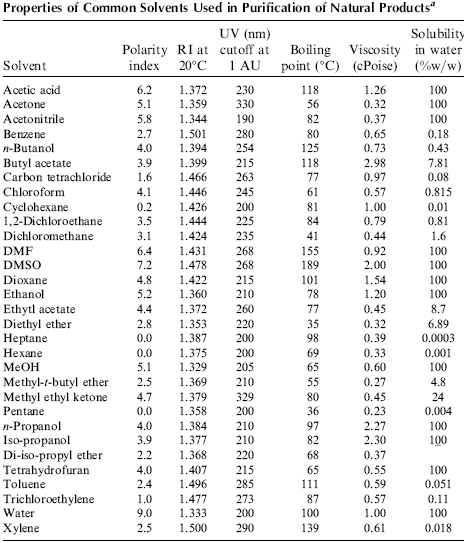 Properties of Common Solvents Used in Purification of Natural Products^a
Solvent Polarity index RI at 20°C UV (nm) cutoff at 1 AU Boiling point (°C) Viscosity (cPoise) Solubility in water (%w/w)
Acetic acid 6.2 1.372 230 118 1.26 100
Acetone 5.1 1.359 330 56 0.32 100
Acetonitrile 5.8 1.344 190 82 0.37 100
Benzene 2.7 1.501 280 80 0.65 0.18
n-Butanol 4.0 1.394 254 125 0.73 0.43
Butyl acetate 3.9 1.399 215 118 2.98 7.81
Carbon tetrachloride 1.6 1.466 263 77 0.97 0.08
Chloroform 4.1 1.446 245 61 0.57 0.815
Cyclohexane 0.2 1.426 200 81 1.00 0.01
1,2-Dichloroethane 3.5 1.444 225 84 0.79 0.81
Dichloromethane 3.1 1.424 235 41 0.44 1.6
DMF 6.4 1.431 268 155 0.92 100
DMSO 7.2 1.478 268 189 2.00 100
Dioxane 4.8 1.422 215 101 1.54 100
Ethanol 5.2 1.360 210 78 1.20 100
Ethytl acetate 4.4 1.372 260 77 0.45 8.7
Diethyl ether 2.8 1.353 220 35 0.32 6.89
Heptane 0.0 1.387 200 98 0.39 0.0003
Hexane 0.0 1.375 200 69 0.33 0.001
MeOH 5.1 1.329 205 65 0.60 100
Methyl-t-butyl ether 2.5 1.369 210 55 0.27 4.8
Methyl ethyl ketone 4.7 1.379 329 80 0.45 24
Pentane 0.0 1.358 200 36 0.23 0.004
n-Propanol 4.0 1.384 210 97 2.27 100
Iso-propanol 3.9 1.377 210 82 2.30 100
Di-iso-propyl ether 2.2 1.368 220 68 0.37
Tetrahydrofuran 4.0 1.407 215 65 0.55 100
Toluene 2.4 1.496 285 111 0.59 0.051
Trichloroethylene 1.0 1.477 273 87 0.57 0.11
Water 9.0 1.333 200 100 1.00 100
Xylene 2.5 1.500 290 139 0.61 0.018